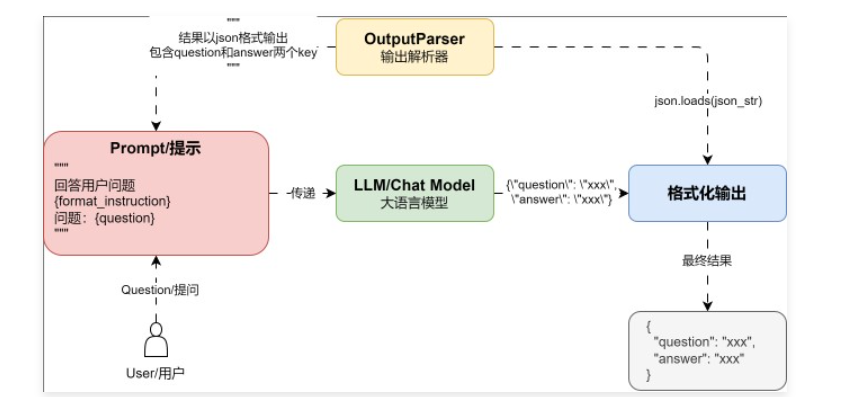 """
结果以json格式输出
包含question和answer两个key
"""
OutputParser
输出解析器
json.loads(json_str)
Prompt/提示
"""
回答用户问题
{format_instruction}
问题：{question}
"""
传递
LLM/Chat Model
大语言模型
{\"question\": \"xxx\",
\"answer\": \"xxx\"}
格式化输出
Question/提问
User/用户
最终结果
{
"question": "xxx",
"answer": "xxx"
}